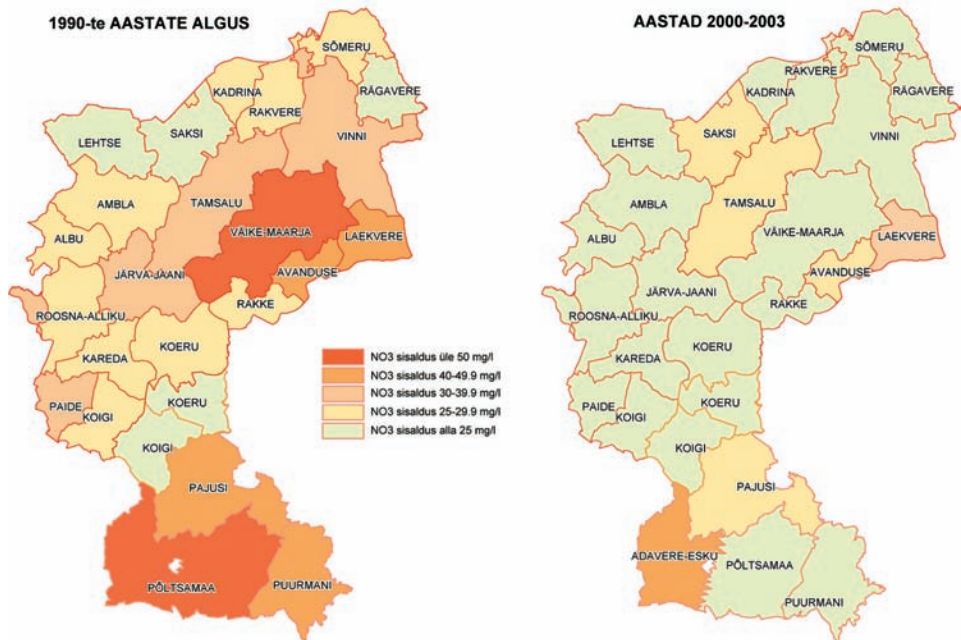 1990-te AASTATE ALGUS
SÕMERU
KADRINA
RAKVERE
RÄGAVERE
LEHTSE
SAKSI
VINNI
AMBLA
TAMSALU
ALBU
VÄIKE-MAARJA
LAEKVERE
JÄRVA-JAANI
AVANDUSE
ROOSNA-ALLIKU
RAKKE
KAREDA
KOERU
PAIDE
KOIGI
KOERU
KOIGI
PAJUSI
PÕLTSAMAA
PUURMANI
NO3 sisaldus üle 50 mg/l
NO3 sisaldus 40-49.9 mg/l
NO3 sisaldus 30-39.9 mg/l
NO3 sisaldus 25-29.9 mg/l
NO3 sisaldus alla 25 mg/l
AASTAD 2000-2003
SÕMERU
RAKVERE
KADRINA
RÄGAVERE
SAKSI
VINNI
LEHTSE
AMBLA
TAMSALU
VÄIKE-MAARJA
LAEKVERE
ALBU
AVANDUSE
JÄRVA-JAANI
RAKKE
ROOSNA-ALLIKU
KOERU
KAREDA
PAIDE
KOIGI
KOERU
KOIGI
PAJUSI
ADAVERE-ESKU
PÕLTSAMAA
PUURMANI